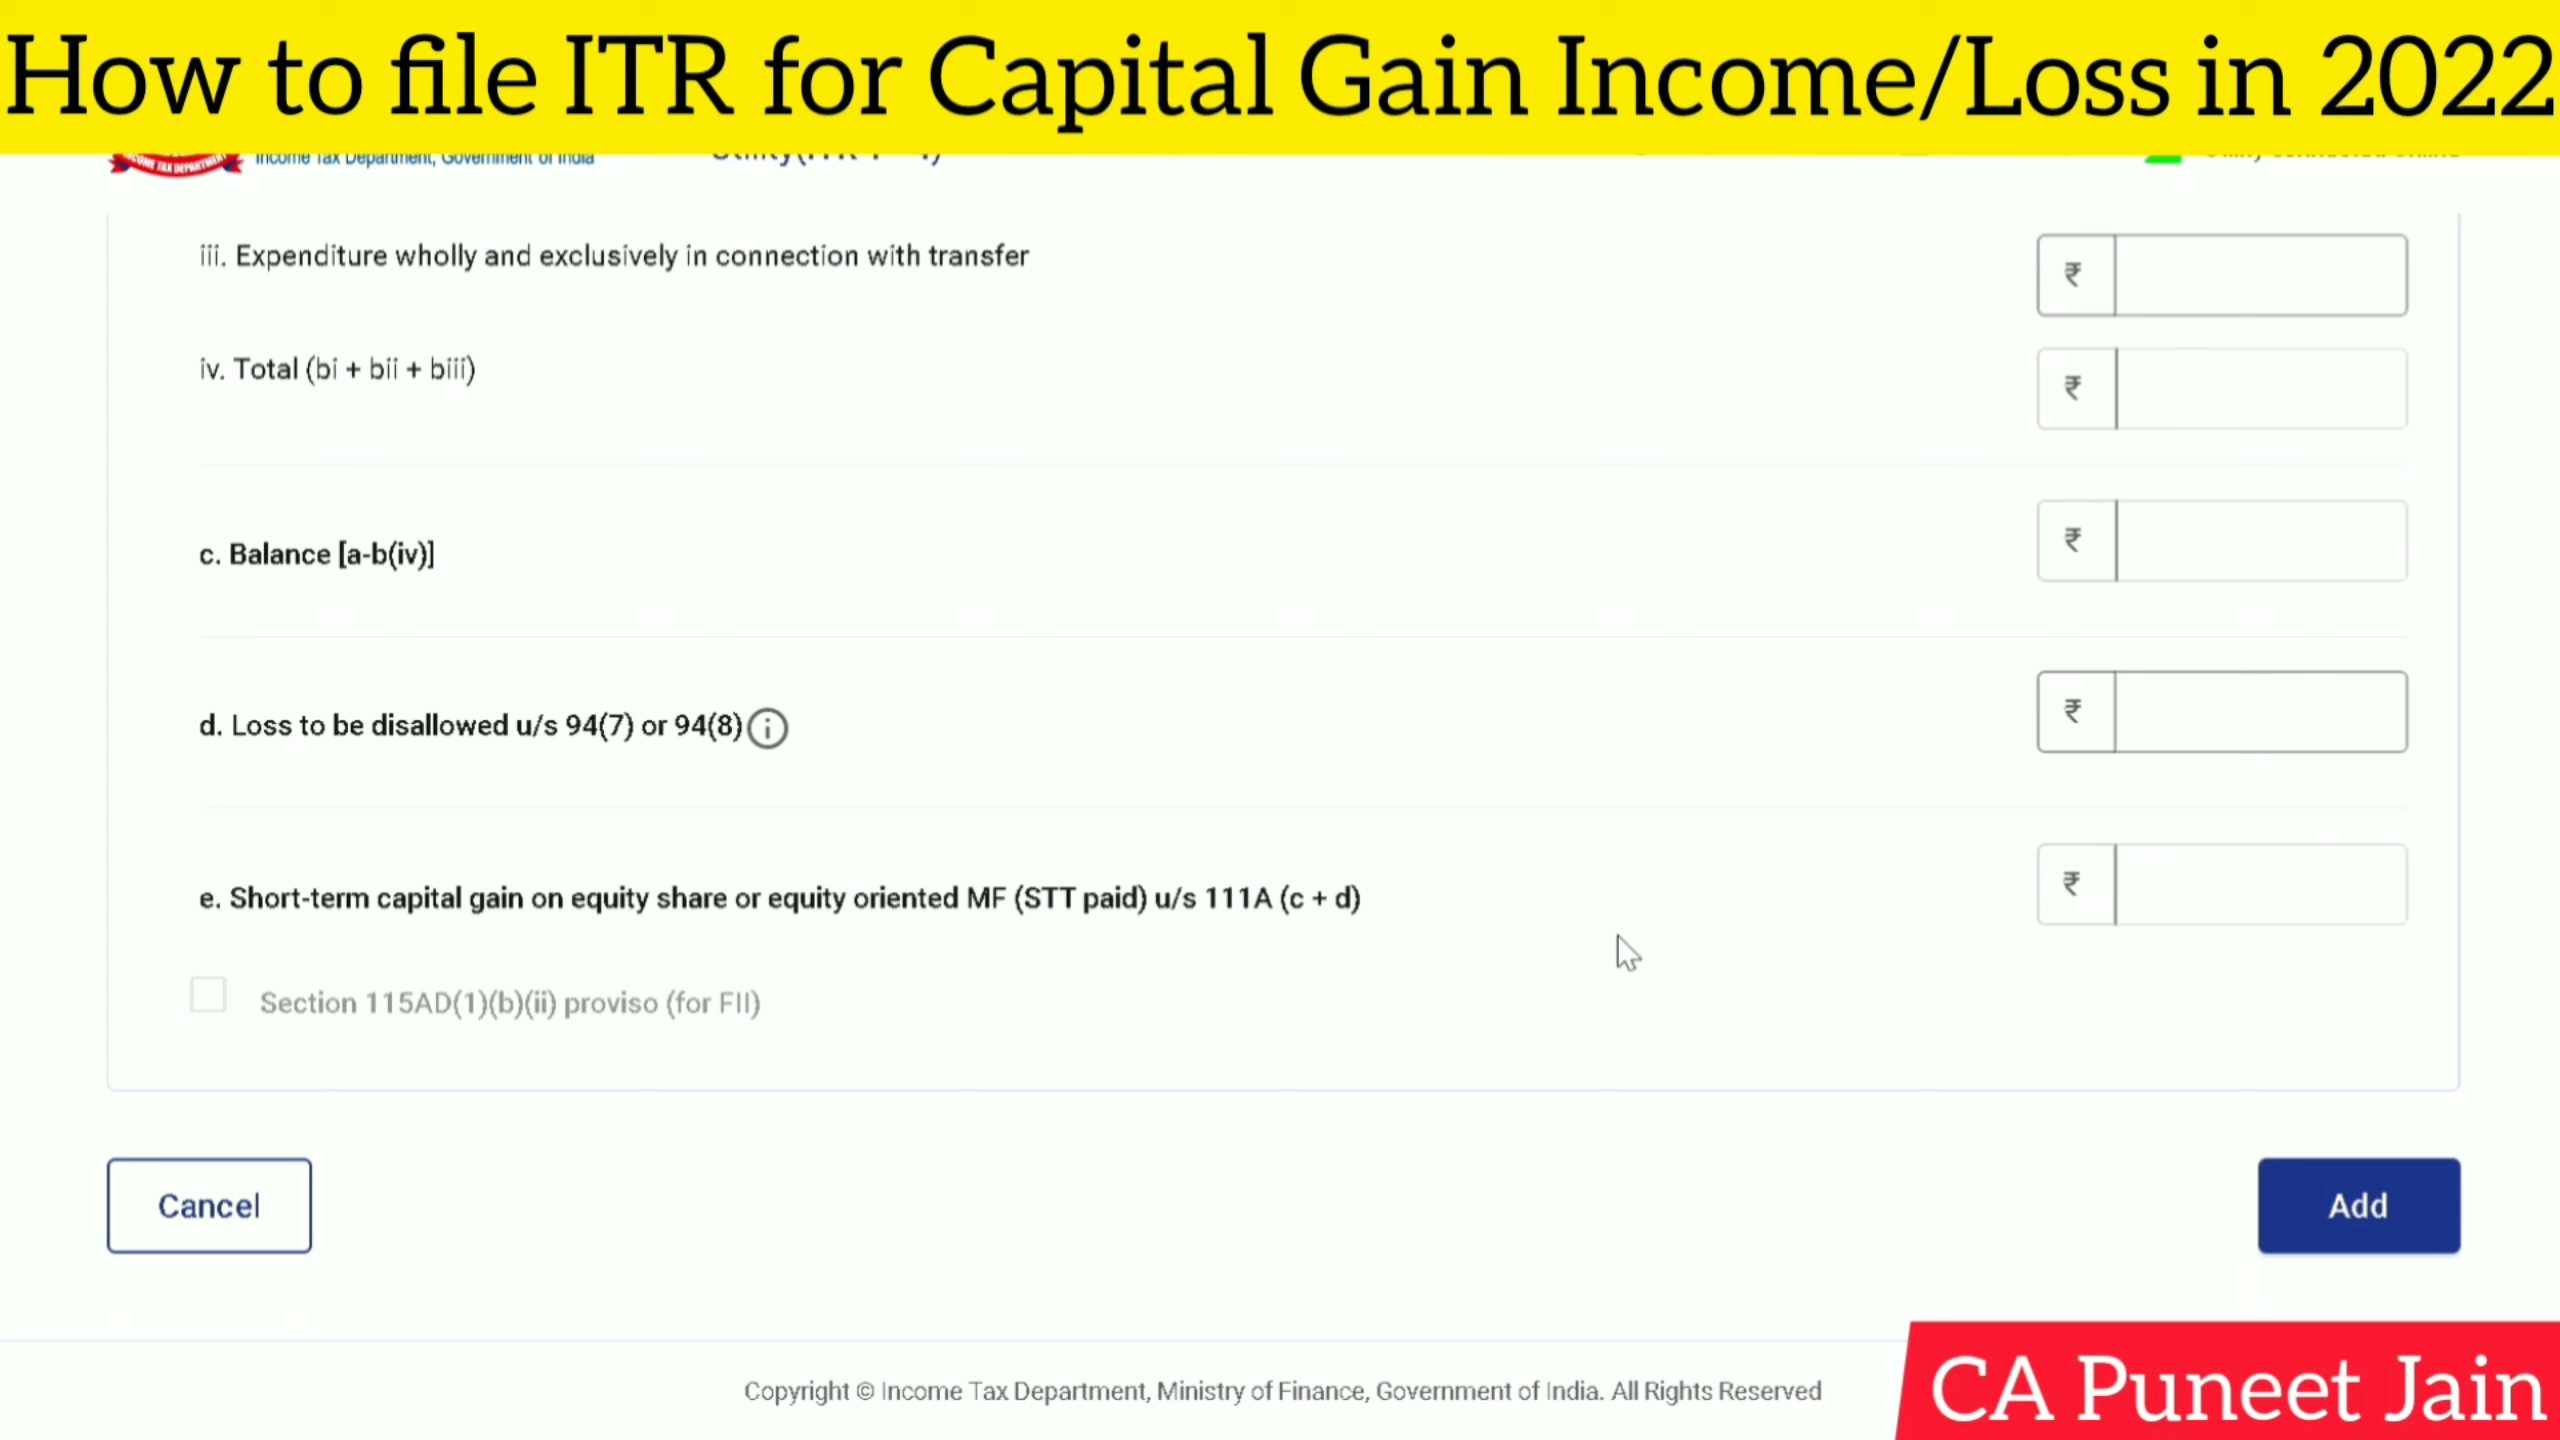 How to file ITR for Capital Gain Income/Loss in 2022
INCOME TAX DEPARTMENT
Income Tax Department, Government of India
iii. Expenditure wholly and exclusively in connection with transfer
₹
iv. Total (bi + bii + biii)
₹
c. Balance [a-b(iv)]
₹
d. Loss to be disallowed u/s 94(7) or 94(8)
₹
e. Short-term capital gain on equity share or equity oriented MF (STT paid) u/s 111A (c + d)
₹
Section 115AD(1)(b)(ii) proviso (for FII)
Cancel
Add
Copyright © Income Tax Department, Ministry of Finance, Government of India. All Rights Reserved
CA Puneet Jain